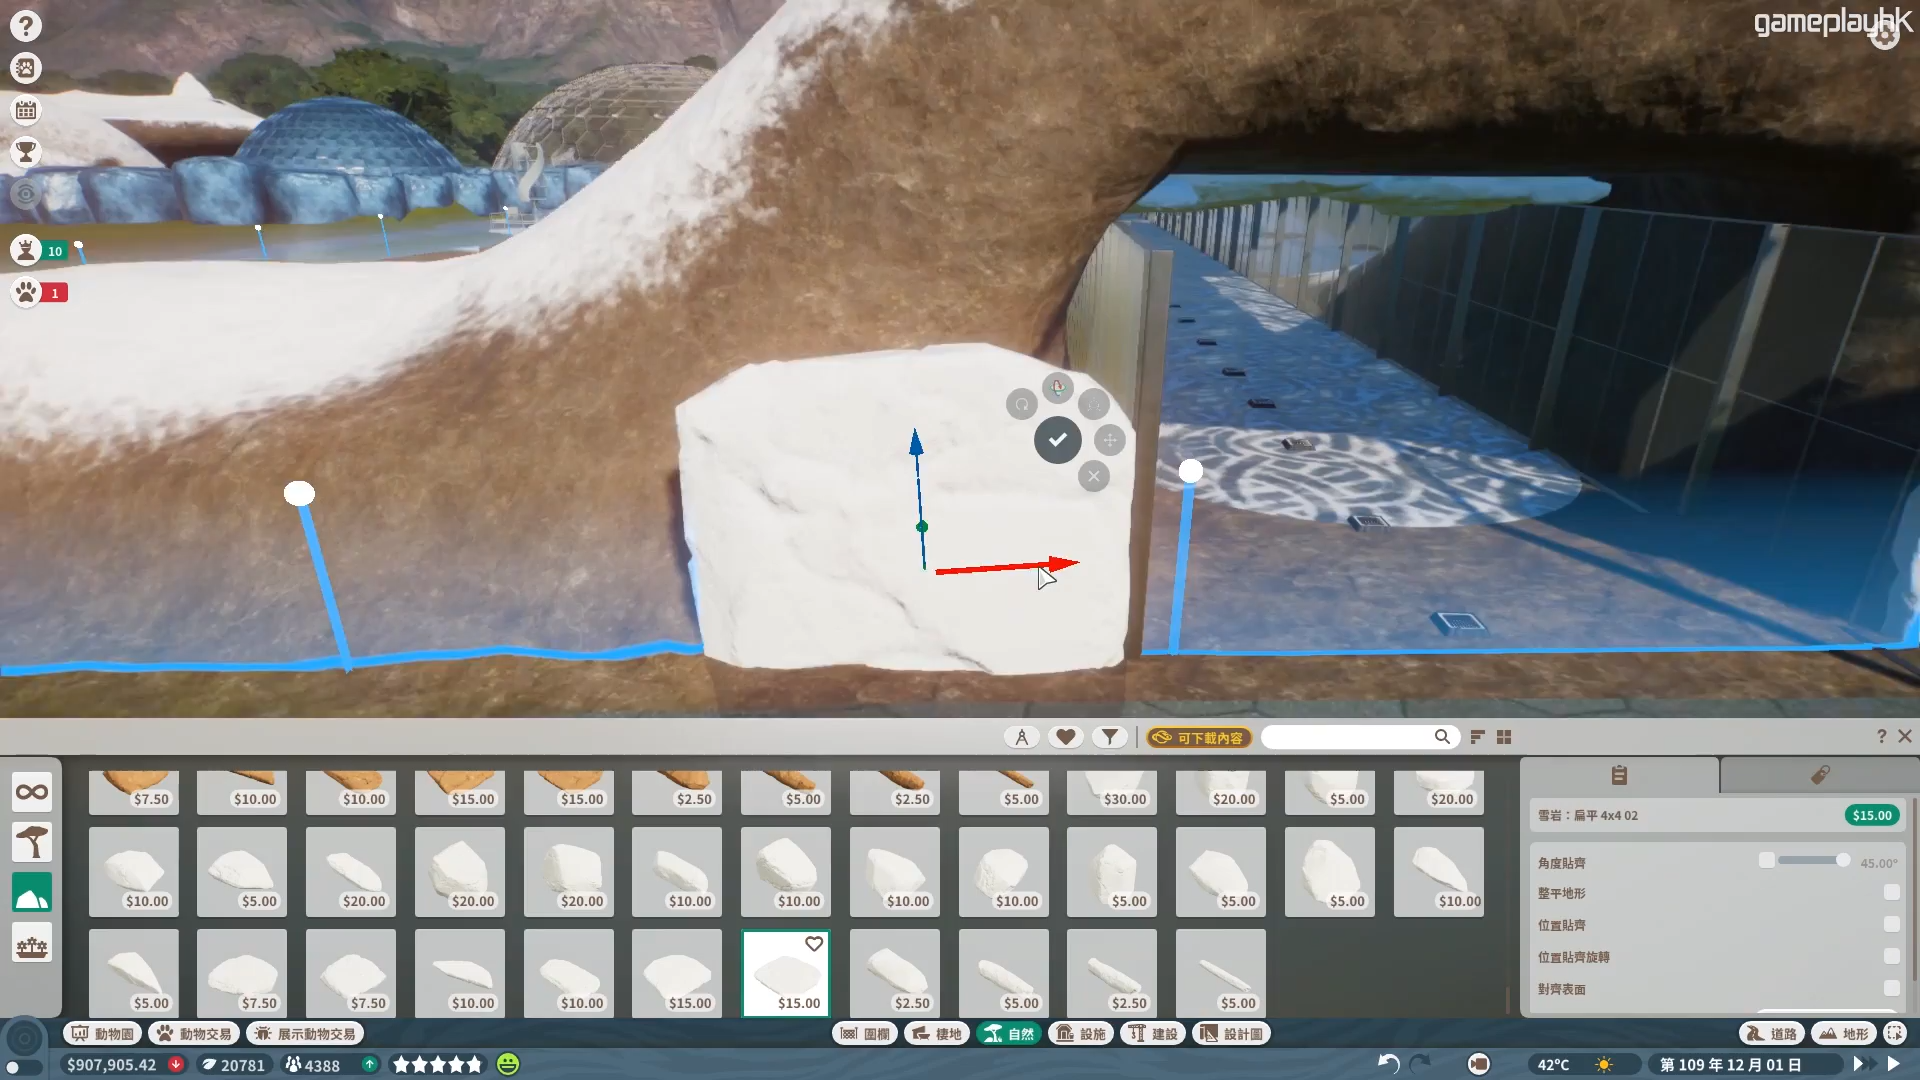 gameplayhk
10
1
可下載內容
$7.50 $10.00 $10.00 $15.00 $15.00 $2.50 $5.00 $2.50 $5.00 $30.00 $20.00 $5.00 $20.00
$10.00 $5.00 $20.00 $20.00 $20.00 $10.00 $10.00 $10.00 $10.00 $5.00 $5.00 $5.00 $10.00
$5.00 $7.50 $7.50 $10.00 $10.00 $15.00 $15.00 $2.50 $5.00 $2.50 $5.00
雪岩：扁平 4x4 02 $15.00
角度貼齊 45.00°
整平地形
位置貼齊
位置貼齊旋轉
對齊表面
動物園 動物交易 展示動物交易 圍欄 棲地 自然 設施 建設 設計圖 道路 地形
$907,905.42 20781 4388 42°C 第 109 年 12 月 01 日